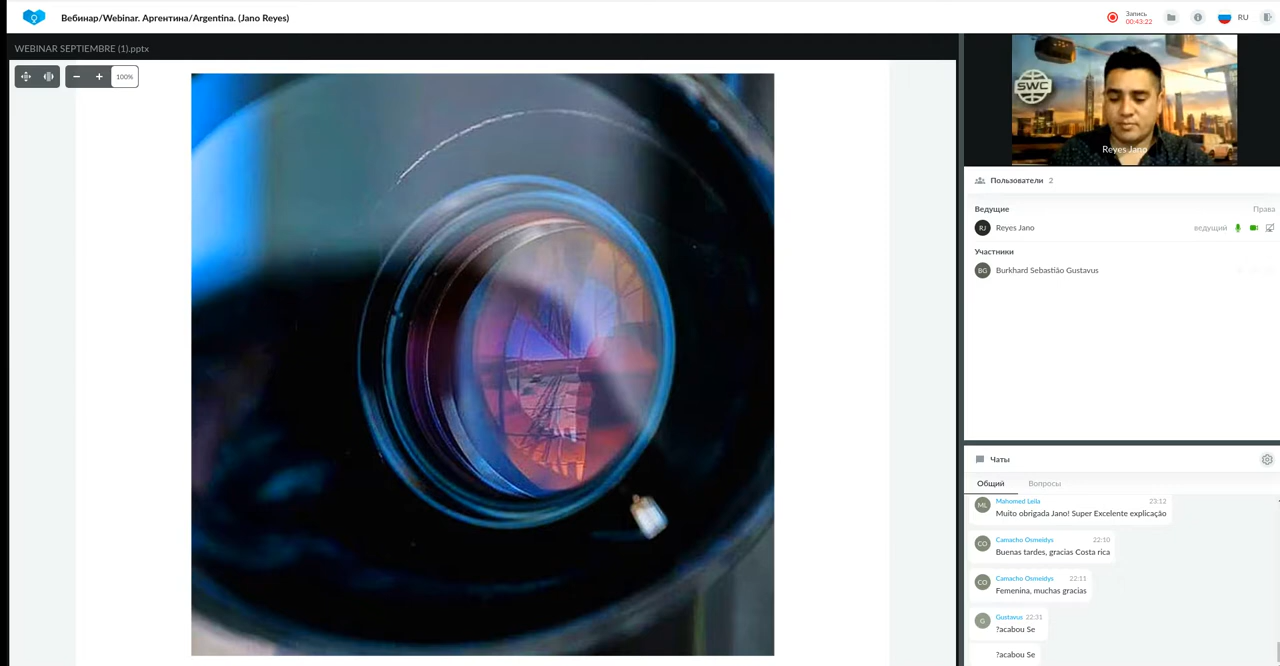 Вебинар/Webinar. Аргентина/Argentina. (Jano Reyes)
Запись
00:43:22
RU
WEBINAR SEPTIEMBRE (1).pptx
100%
SWC
Reyes Jano
Пользователи 2
Ведущие Права
RJ Reyes Jano ведущий
Участники
BG Burkhard Sebastião Gustavus
Чаты
Общий Вопросы
ML Mahomed Leila 23:12
Muito obrigada Jano! Super Excelente explicação
CO Camacho Osmeidys 22:10
Buenas tardes, gracias Costa rica
CO Camacho Osmeidys 22:11
Femenina, muchas gracias
G Gustavus 22:31
?acabou Se
?acabou Se